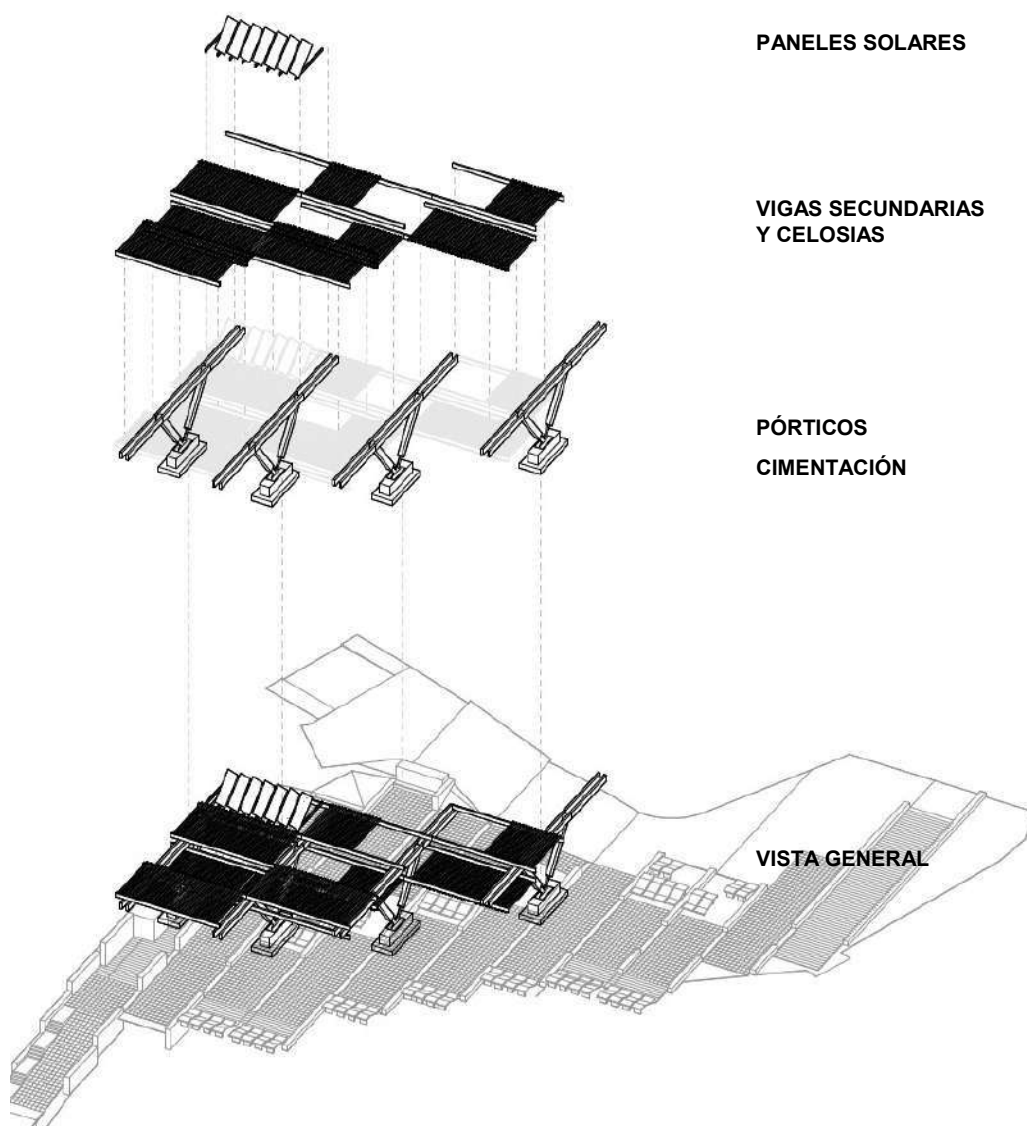 PANELES SOLARES
VIGAS SECUNDARIAS
Y CELOSIAS
PÓRTICOS
CIMENTACIÓN
VISTA GENERAL